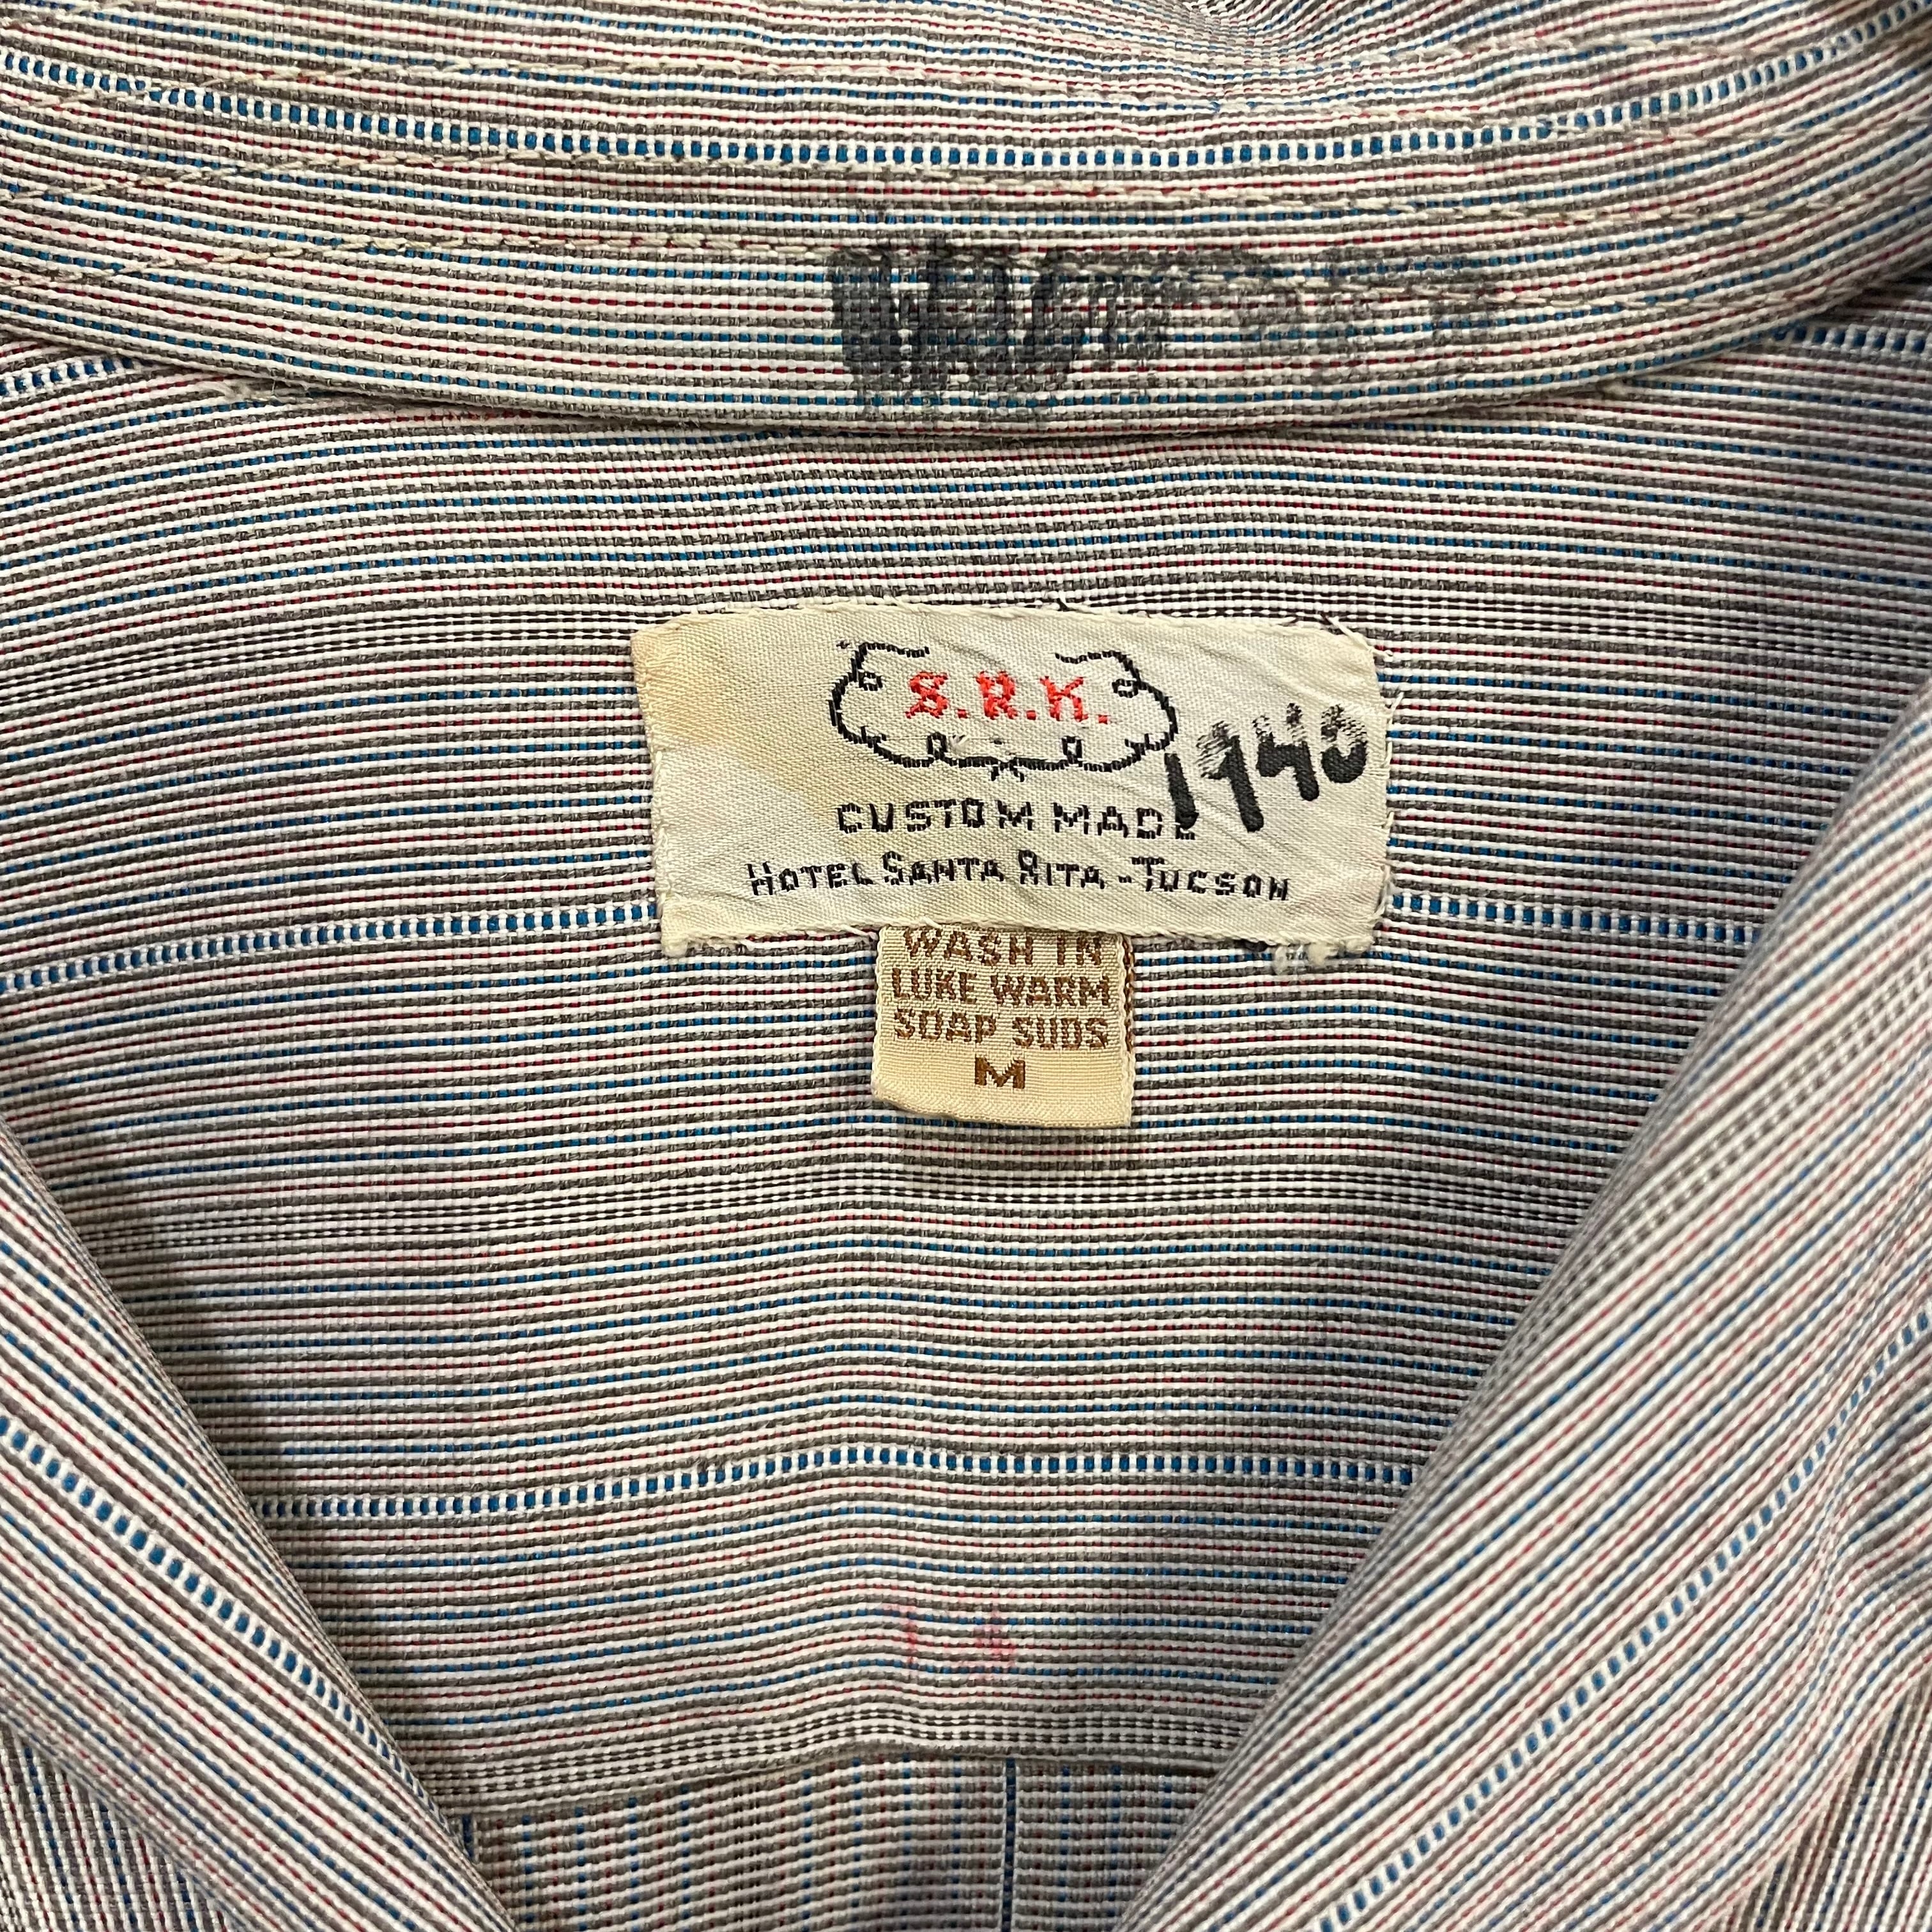 S.R.K.
1940
CUSTOM MADE
HOTEL SANTA RITA - TUCSON
WASH IN
LUKE WARM
SOAP SUDS
M